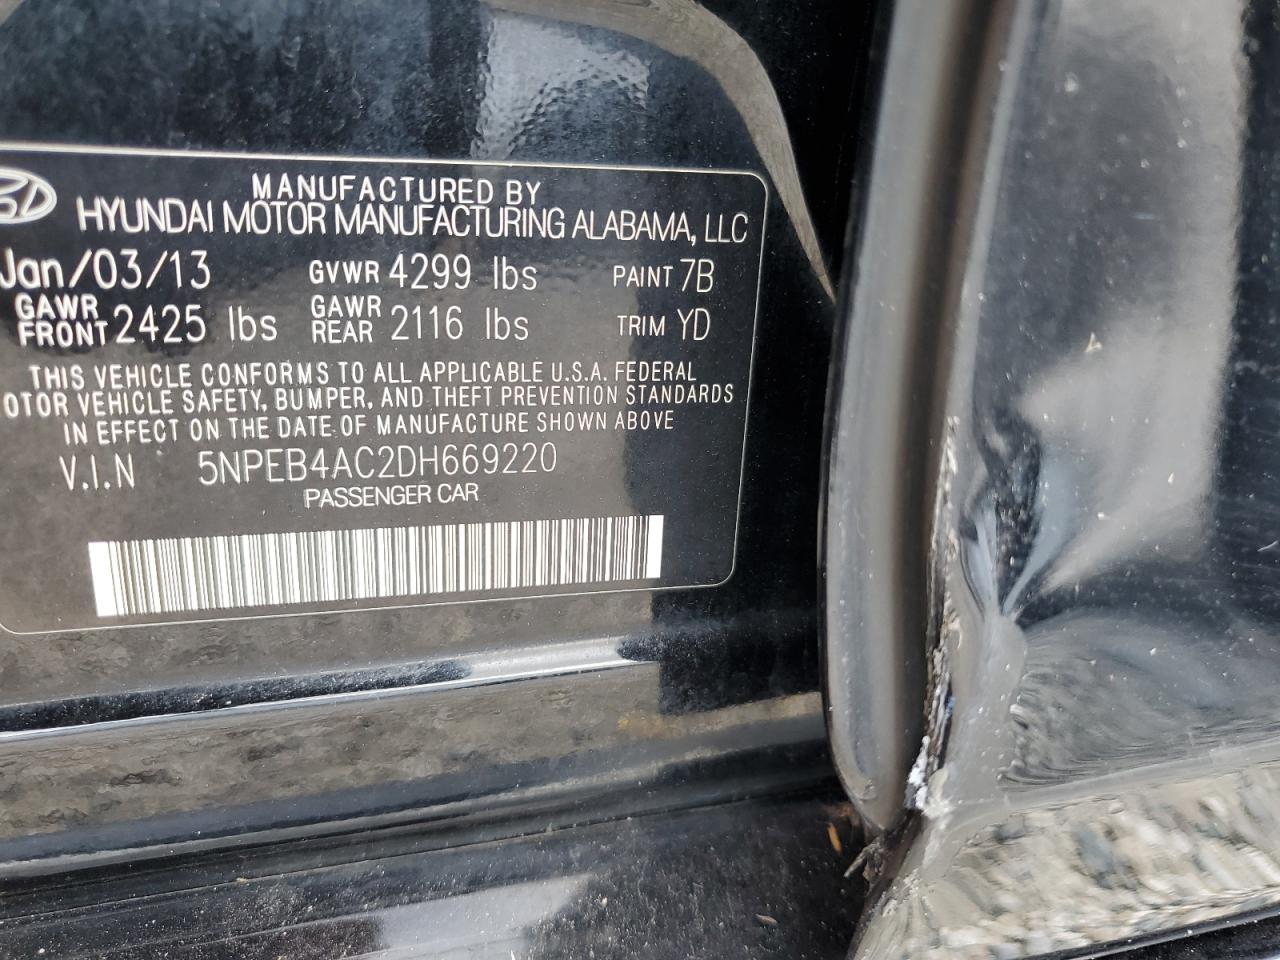 MANUFACTURED BY
HYUNDAI MOTOR MANUFACTURING ALABAMA, LLC
Jan/03/13 GVWR 4299 lbs PAINT 7B
GAWR FRONT 2425 lbs GAWR REAR 2116 lbs TRIM YD
THIS VEHICLE CONFORMS TO ALL APPLICABLE U.S.A. FEDERAL
OTOR VEHICLE SAFETY, BUMPER, AND THEFT PREVENTION STANDARDS
IN EFFECT ON THE DATE OF MANUFACTURE SHOWN ABOVE
V.I.N 5NPEB4AC2DH669220
PASSENGER CAR